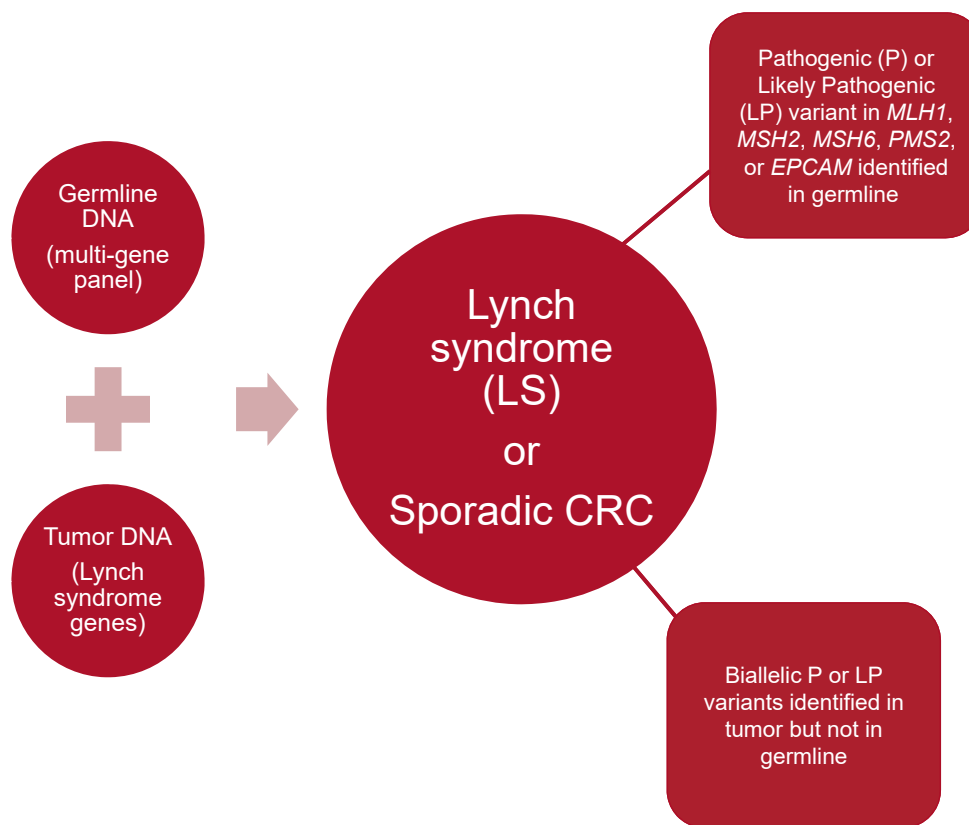 Germline
DNA
(multi-gene
panel)
Tumor DNA
(Lynch
syndrome
genes)
Lynch
syndrome
(LS)
or
Sporadic CRC
Pathogenic (P) or
Likely Pathogenic
(LP) variant in MLH1,
MSH2, MSH6, PMS2,
or EPCAM identified
in germline
Biallelic P or LP
variants identified in
tumor but not in
germline